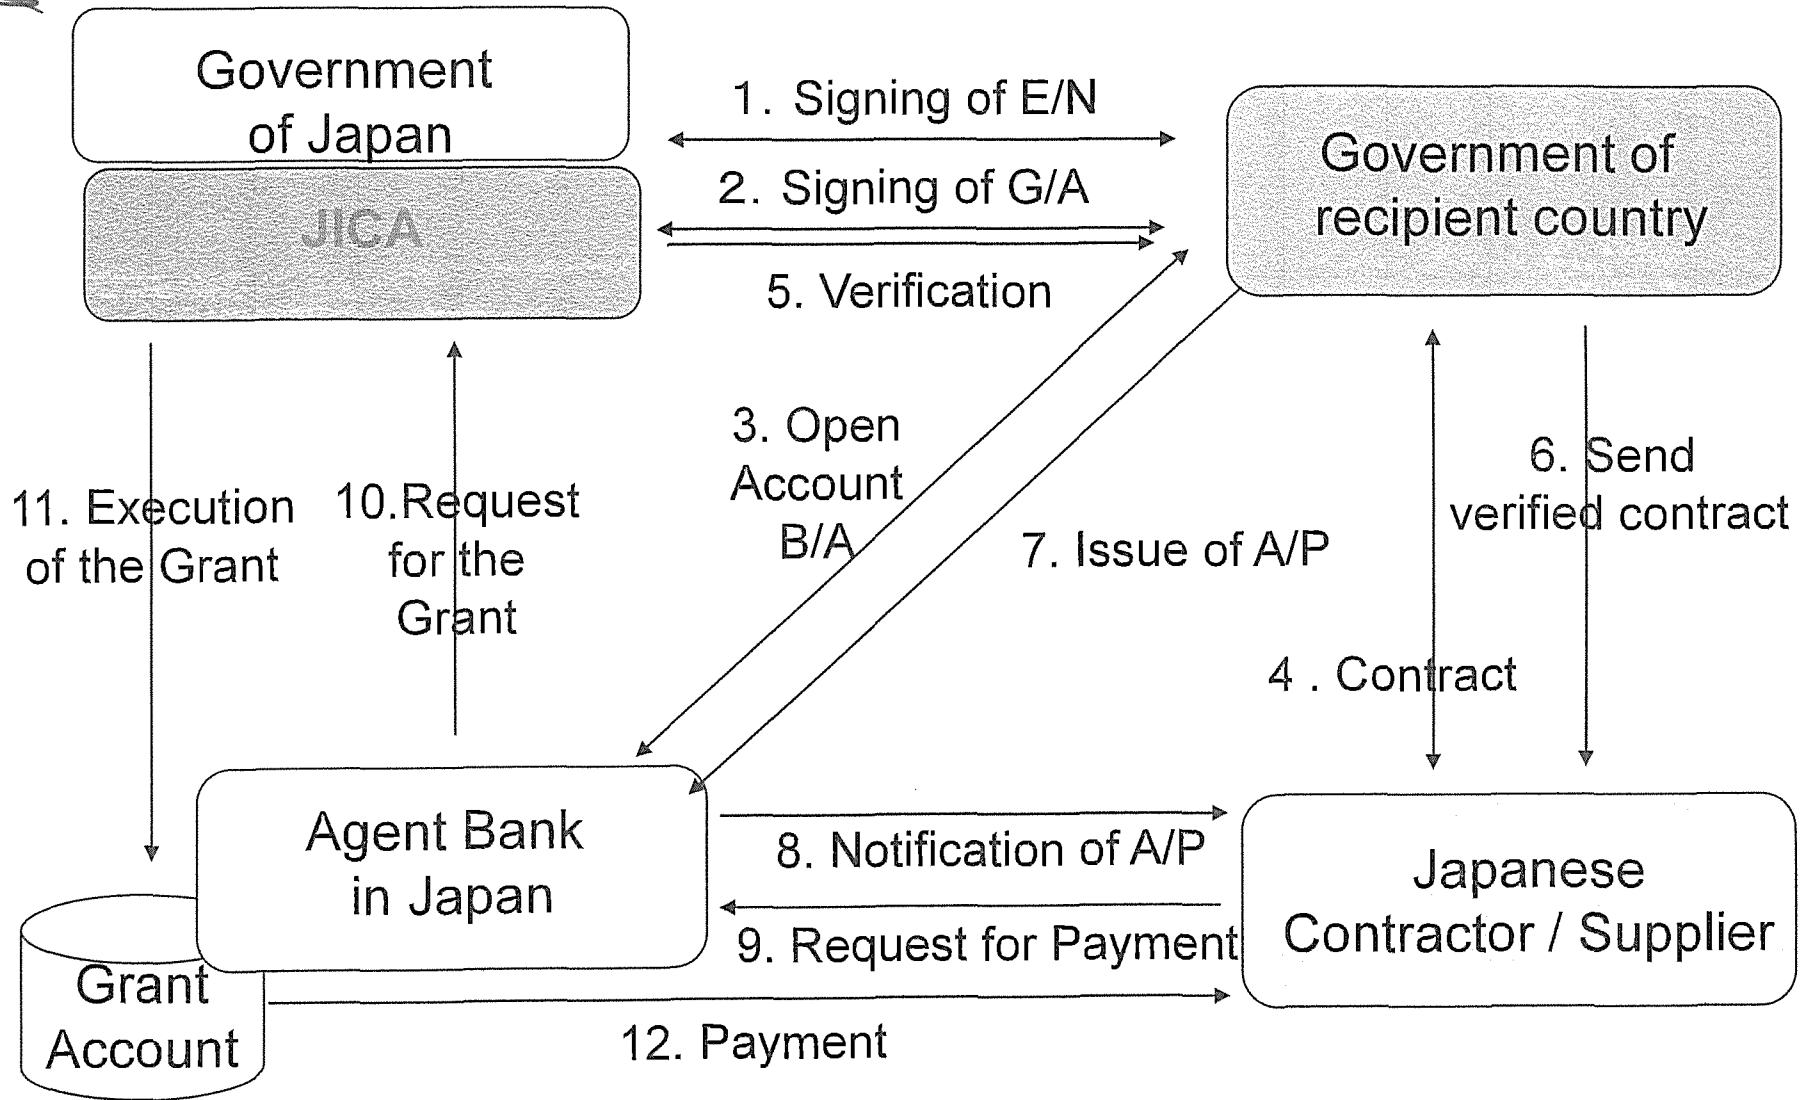 Government
of Japan
JICA
1. Signing of E/N
2. Signing of G/A
5. Verification
Government of
recipient country
3. Open
Account
B/A
7. Issue of A/P
6. Send
verified contract
4 . Contract
11. Execution
of the Grant
10.Request
for the
Grant
Agent Bank
in Japan
8. Notification of A/P
9. Request for Payment
Japanese
Contractor / Supplier
Grant
Account
12. Payment